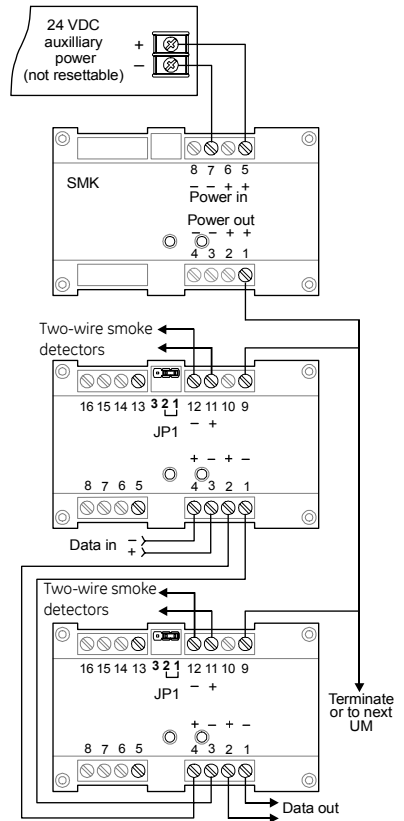 24 VDC
auxilliary
power
(not resettable)
+
–
8 7 6 5
– – + +
SMK
Power in
Power out
– – + +
4 3 2 1
Two-wire smoke
detectors
16 15 14 13 3 2 1 12 11 10 9
JP1 – +
+ – + –
8 7 6 5 4 3 2 1
Data in – +
Two-wire smoke
detectors
16 15 14 13 3 2 1 12 11 10 9
JP1 – +
+ – + –
8 7 6 5 4 3 2 1
Terminate
or to next
UM
Data out